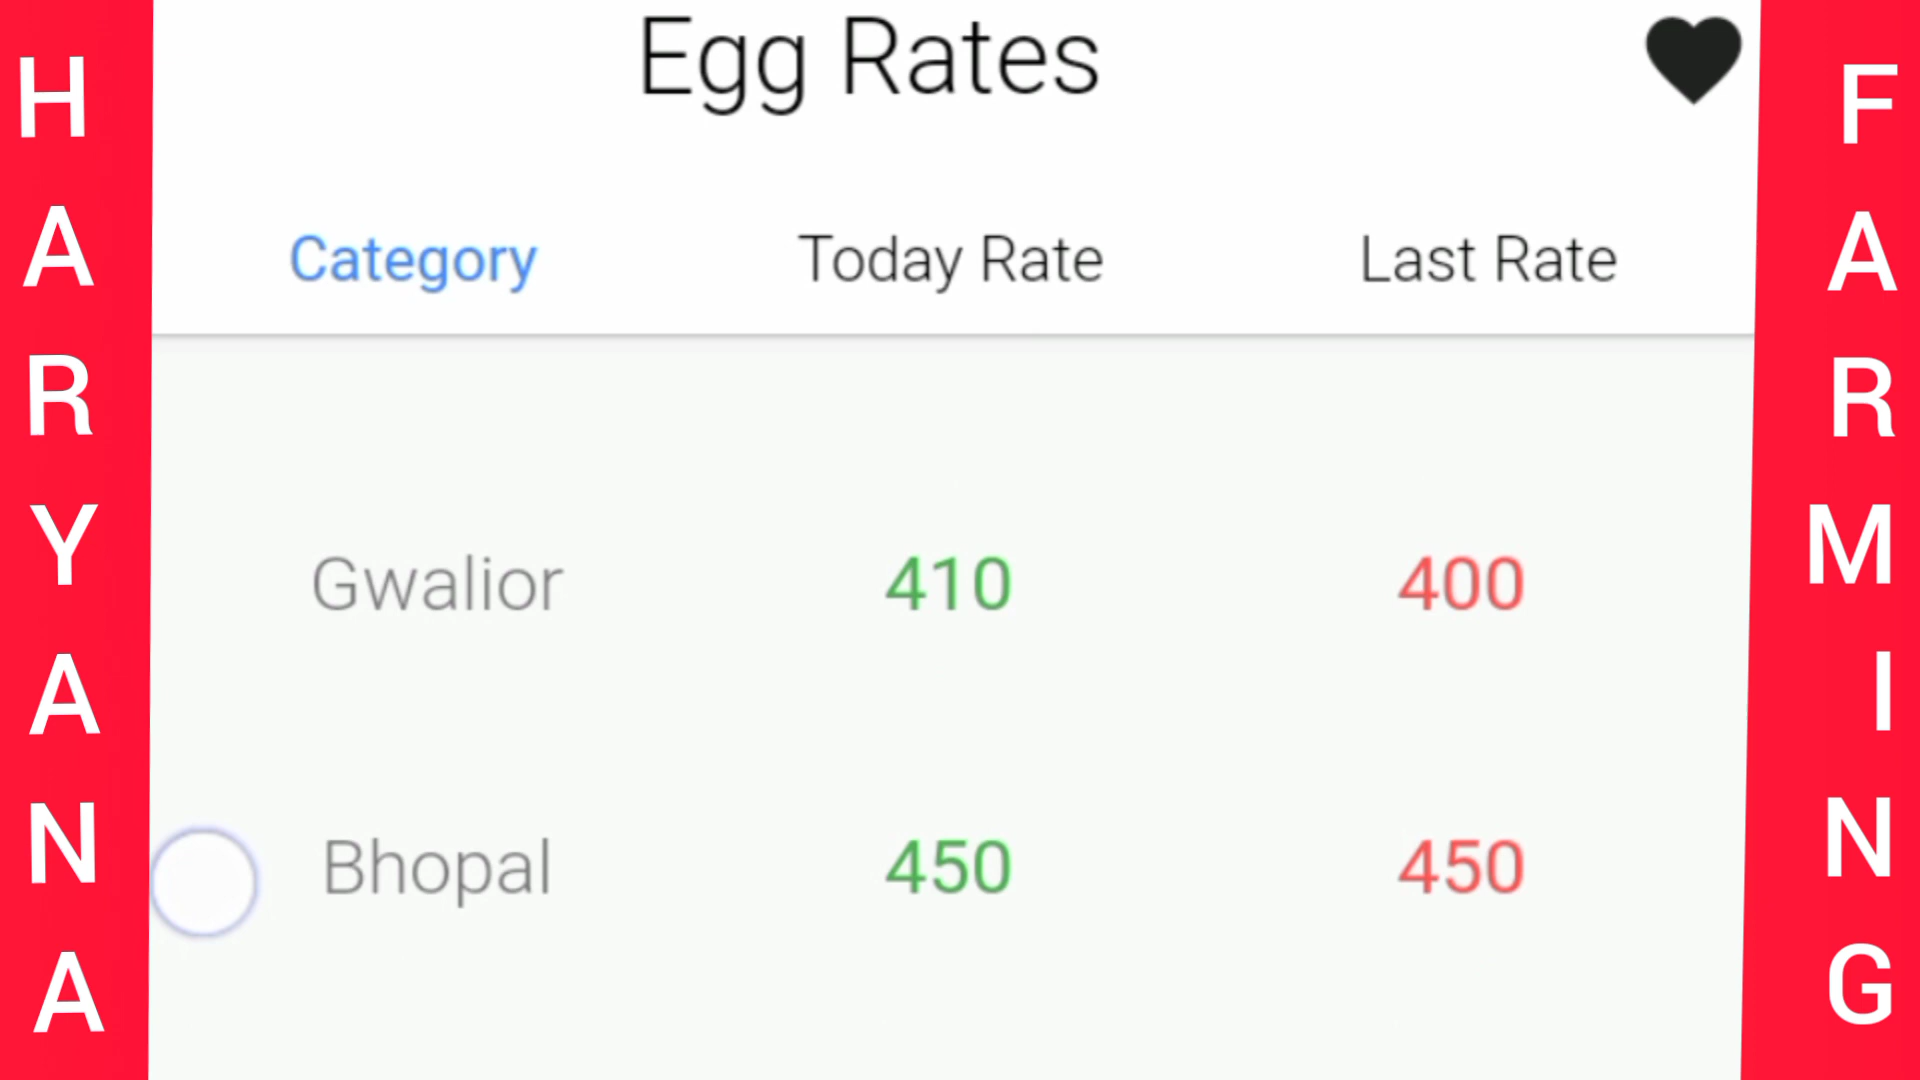 HARYANA
Egg Rates
Category Today Rate Last Rate
Gwalior 410 400
Bhopal 450 450
FARMING